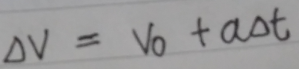 ΔV = V₀ + aΔt